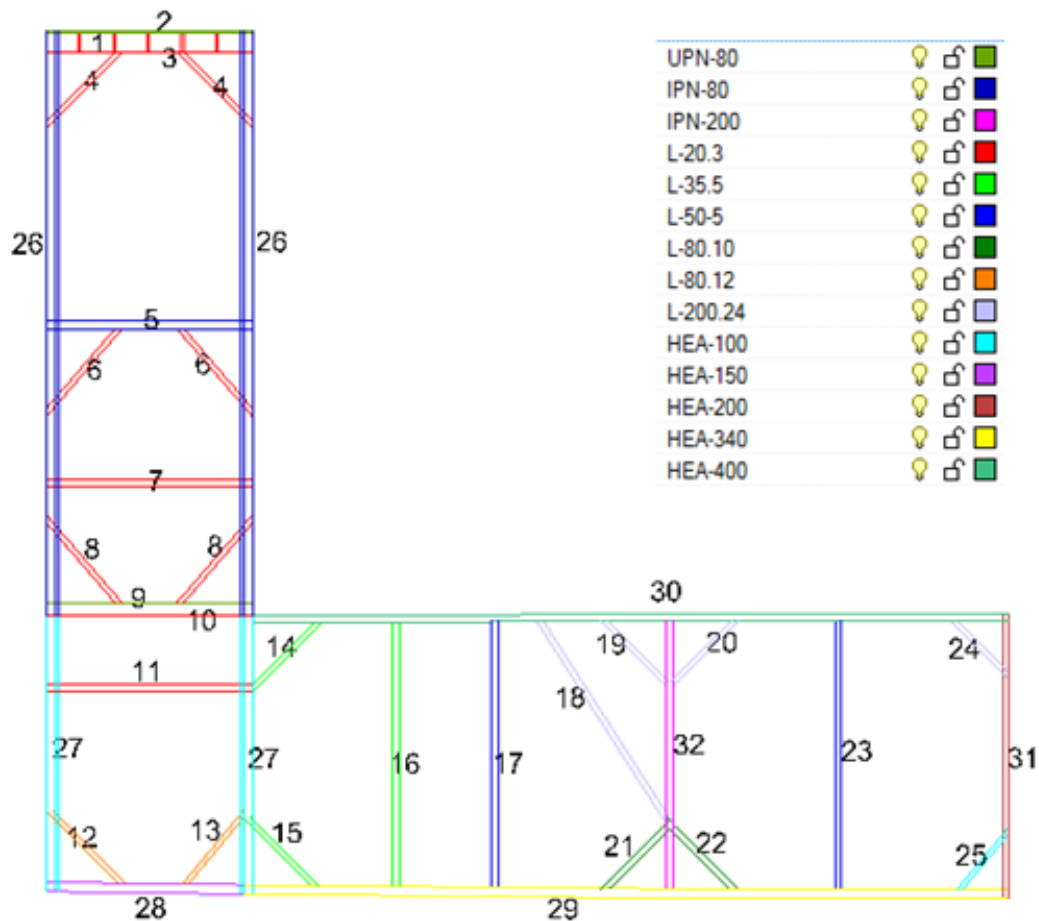 2
1
3
4 4
UPN-80
IPN-80
IPN-200
L-20.3
L-35.5
L-50-5
L-80.10
L-80.12
L-200.24
HEA-100
HEA-150
HEA-200
HEA-340
HEA-400
26 26
5
6 6
7
8 8
9
10
30
14
19 20 24
11
18
27 27 16 17 32 23 31
12 13 15 21 22 25
28 29